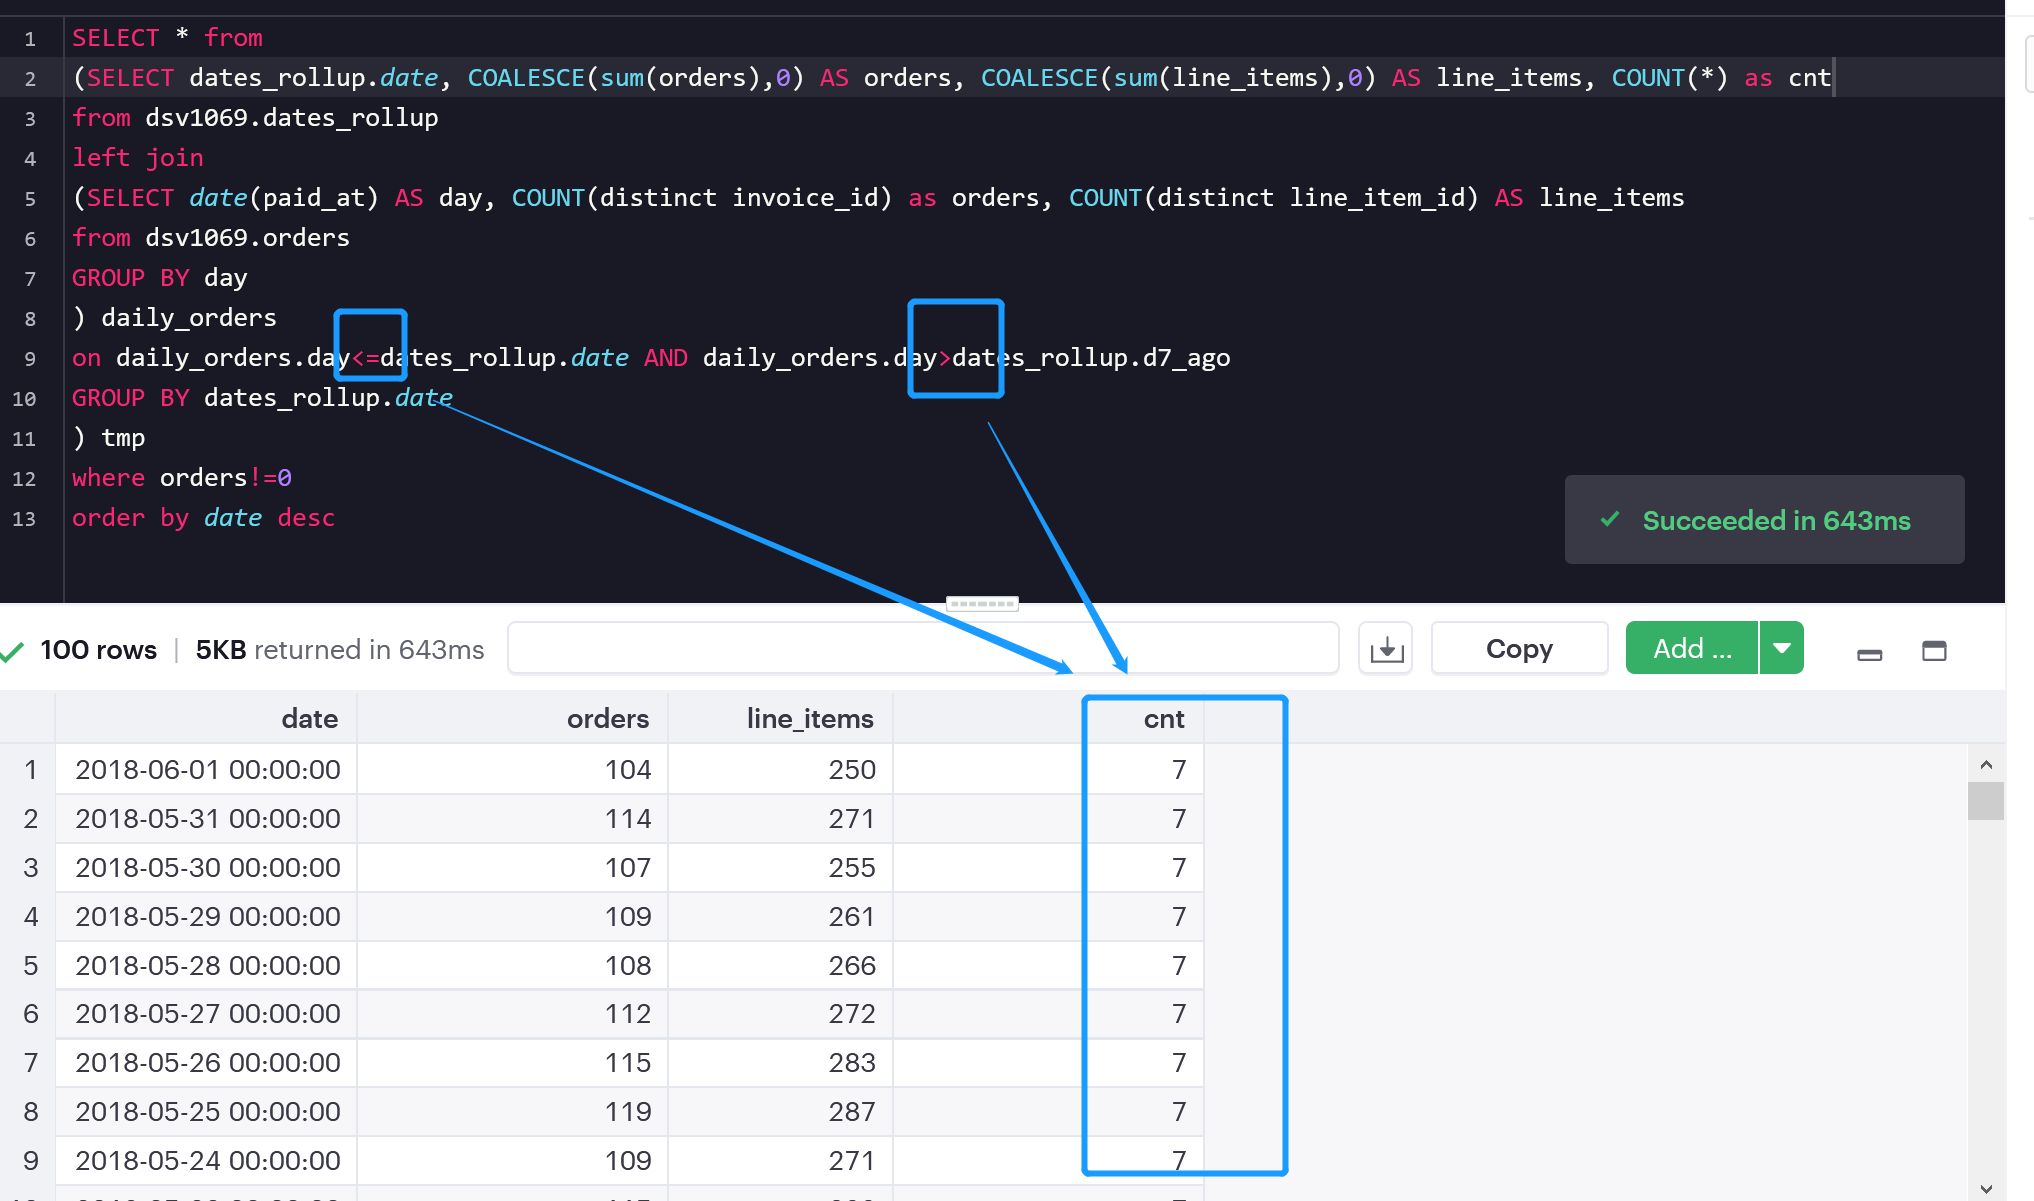 1 SELECT * from
2 (SELECT dates_rollup.date, COALESCE(sum(orders),0) AS orders, COALESCE(sum(line_items),0) AS line_items, COUNT(*) as cnt
3 from dsv1069.dates_rollup
4 left join
5 (SELECT date(paid_at) AS day, COUNT(distinct invoice_id) as orders, COUNT(distinct line_item_id) AS line_items
6 from dsv1069.orders
7 GROUP BY day
8 ) daily_orders
9 on daily_orders.day<=dates_rollup.date AND daily_orders.day>dates_rollup.d7_ago
10 GROUP BY dates_rollup.date
11 ) tmp
12 where orders!=0
13 order by date desc
Succeeded in 643ms
100 rows | 5KB returned in 643ms Copy Add ...
date orders line_items cnt
1 2018-06-01 00:00:00 104 250 7
2 2018-05-31 00:00:00 114 271 7
3 2018-05-30 00:00:00 107 255 7
4 2018-05-29 00:00:00 109 261 7
5 2018-05-28 00:00:00 108 266 7
6 2018-05-27 00:00:00 112 272 7
7 2018-05-26 00:00:00 115 283 7
8 2018-05-25 00:00:00 119 287 7
9 2018-05-24 00:00:00 109 271 7